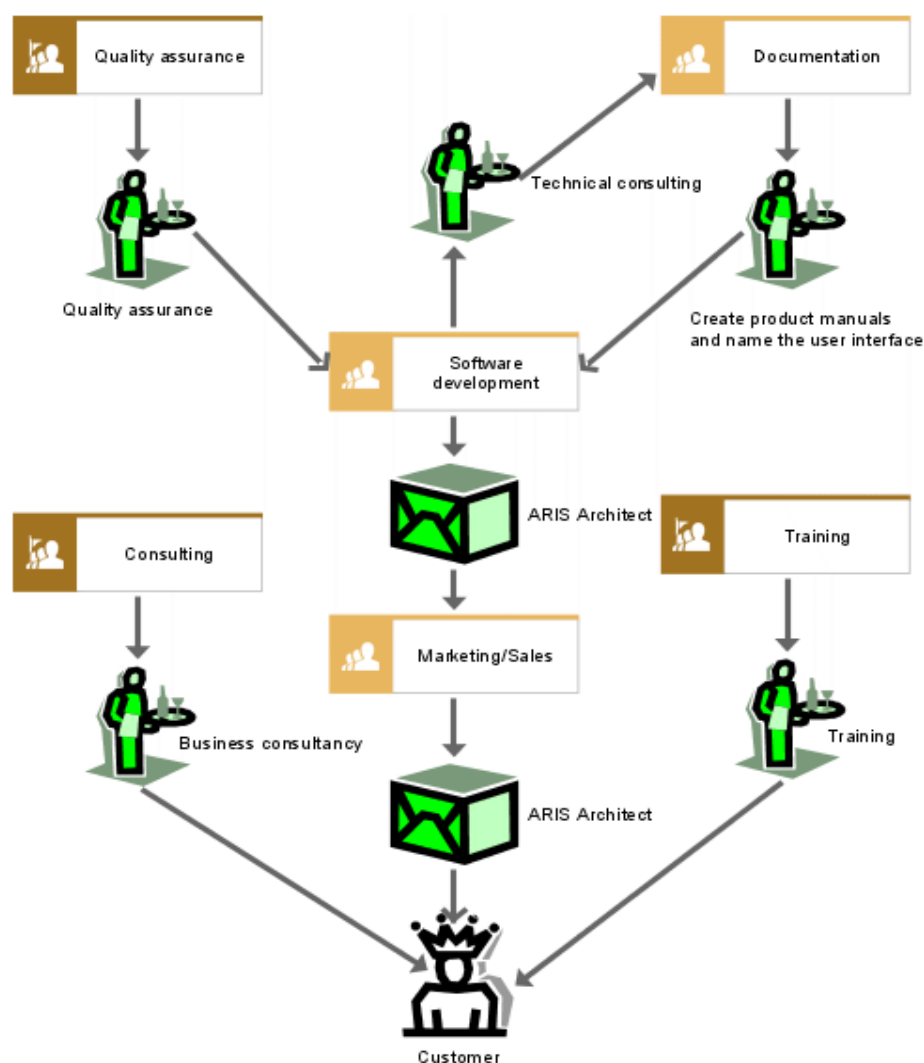 Quality assurance
Documentation
Technical consulting
Quality assurance
Create product manuals
and name the user interface
Software
development
ARIS Architect
Consulting
Training
Marketing/Sales
Business consultancy
Training
ARIS Architect
Customer